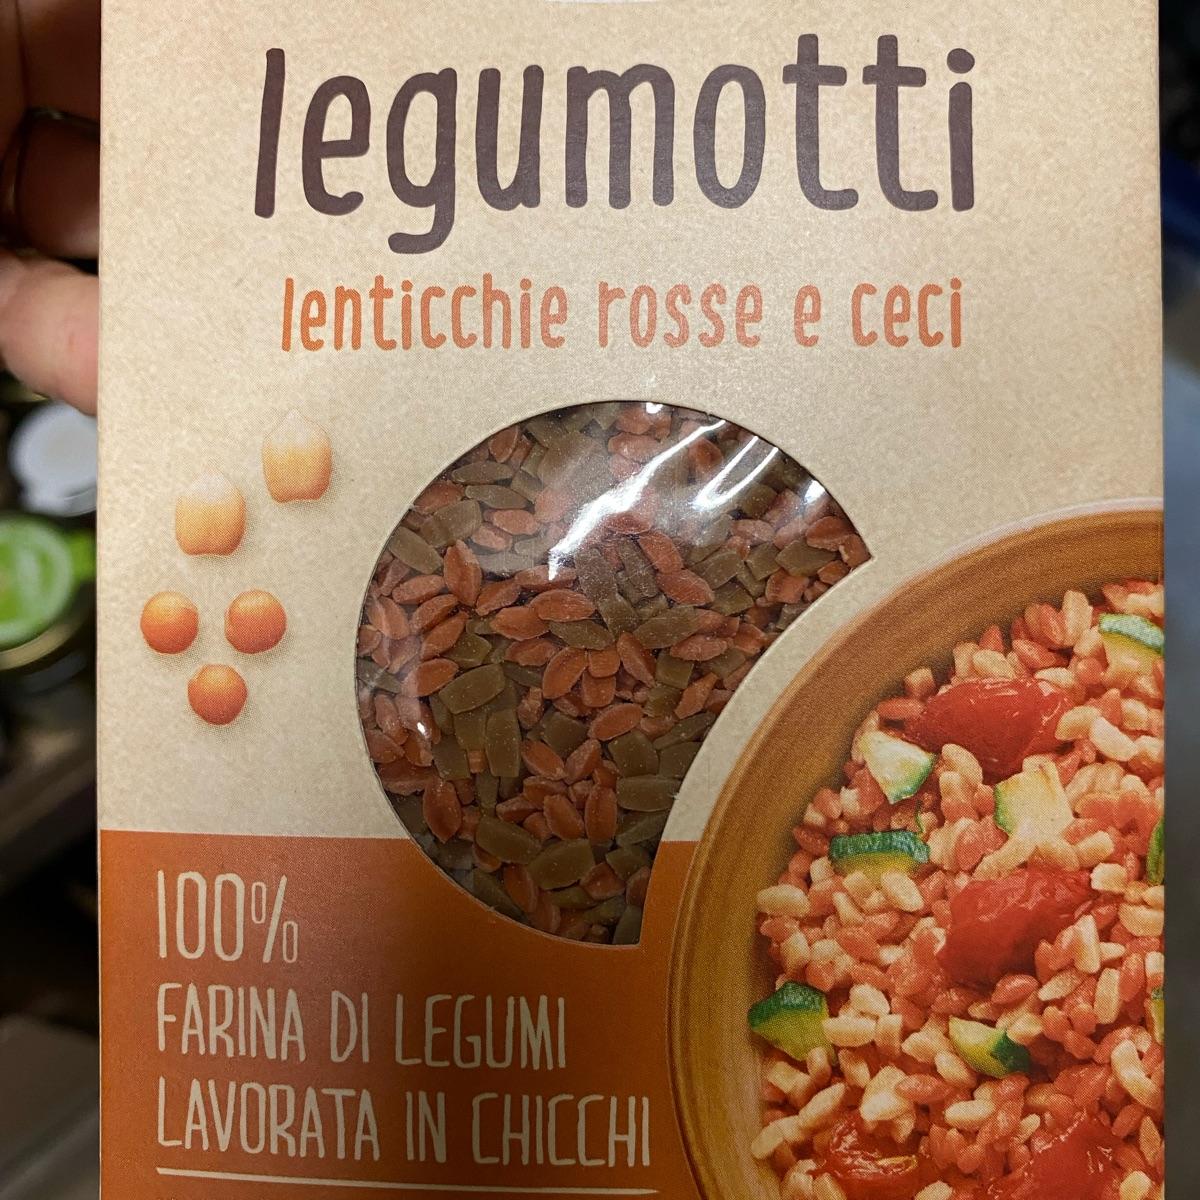 legumotti
lenticchie rosse e ceci
100%
FARINA DI LEGUMI
LAVORATA IN CHICCHI